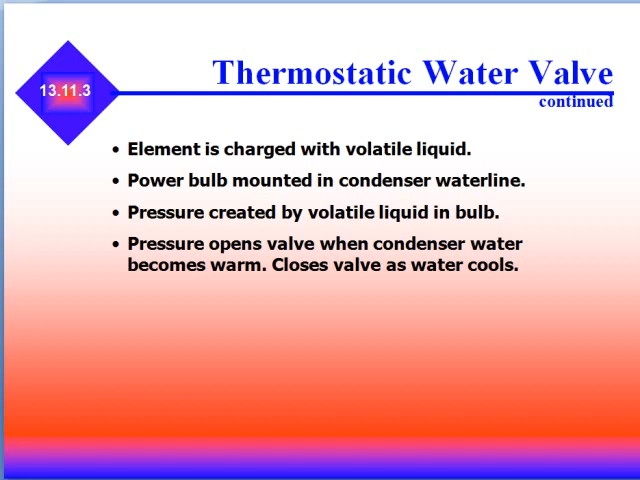 13.11.3
Thermostatic Water Valve
continued
• Element is charged with volatile liquid.
• Power bulb mounted in condenser waterline.
• Pressure created by volatile liquid in bulb.
• Pressure opens valve when condenser water
becomes warm. Closes valve as water cools.